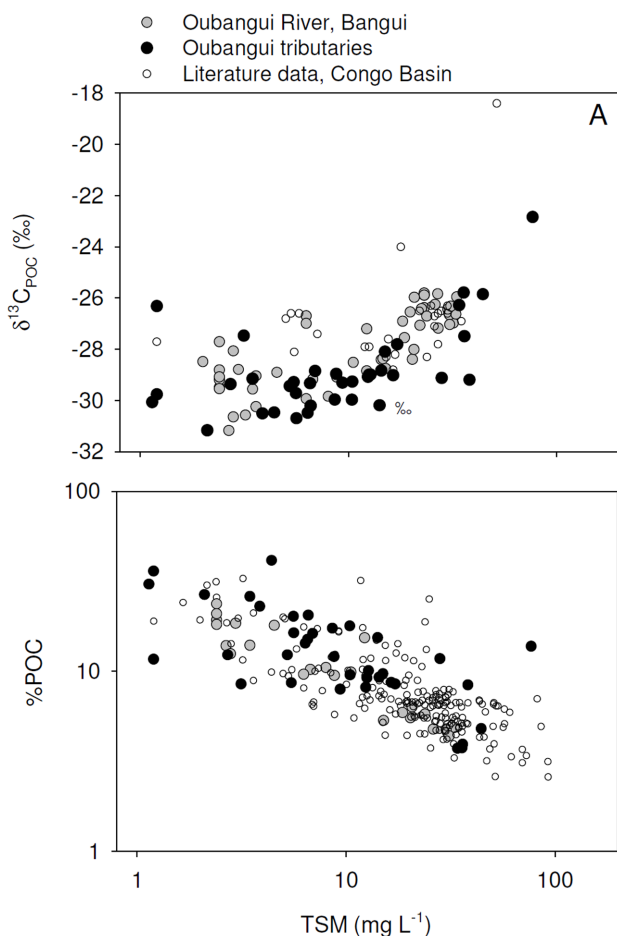 Oubangui River, Bangui
Oubangui tributaries
Literature data, Congo Basin
A
-18
-20
-22
-24
-26
-28
-30
-32
δ¹³C_POC (‰)
‰
100
10
1
%POC
1
10
100
TSM (mg L⁻¹)